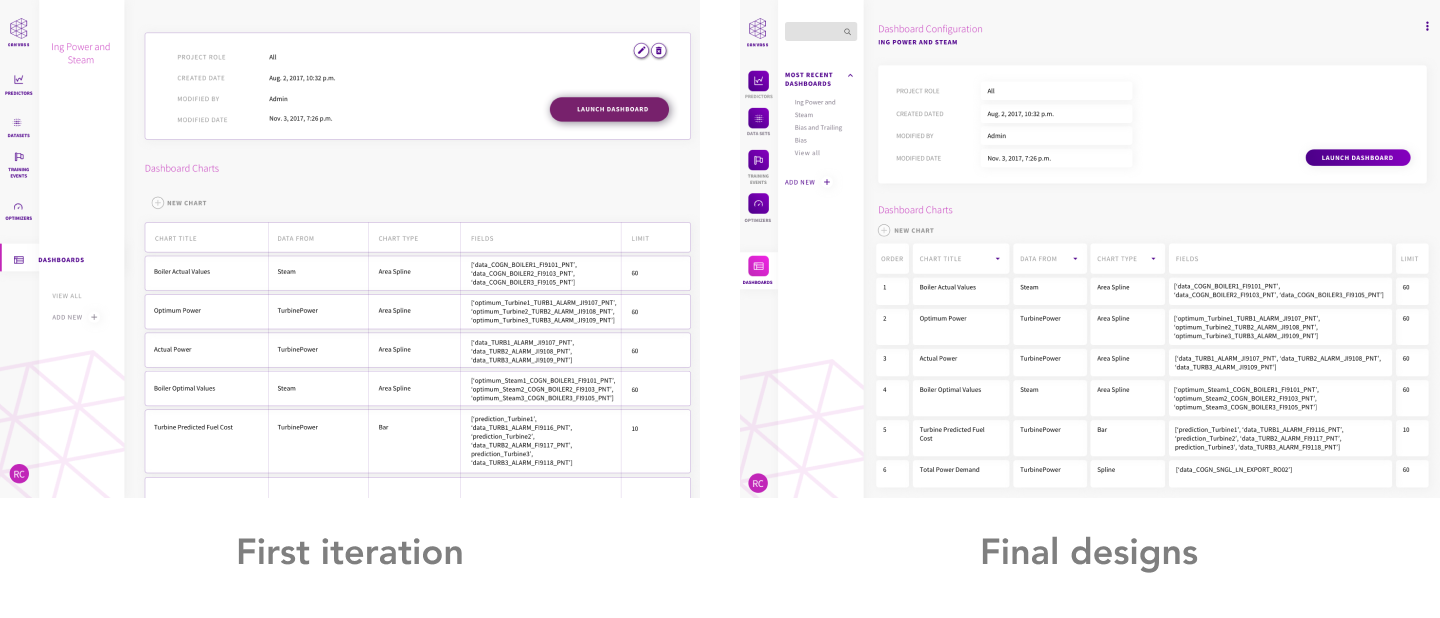 CONVUSS
PREDICTORS
DATASETS
TRAINING
EVENTS
OPTIMIZERS
DASHBOARDS
RC
Ing Power and
Steam
VIEW ALL
ADD NEW +
PROJECT ROLE All
CREATED DATE Aug. 2, 2017, 10:32 p.m.
MODIFIED BY Admin
MODIFIED DATE Nov. 3, 2017, 7:26 p.m.
LAUNCH DASHBOARD
Dashboard Charts
NEW CHART
CHART TITLE DATA FROM CHART TYPE FIELDS LIMIT
Boiler Actual Values Steam Area Spline ['data_COGN_BOILER1_FI9101_PNT',
'data_COGN_BOILER2_FI9103_PNT',
'data_COGN_BOILER3_FI9105_PNT'] 60
Optimum Power TurbinePower Area Spline ['optimum_Turbine1_TURB1_ALARM_JI9107_PNT',
'optimum_Turbine2_TURB2_ALARM_JI9108_PNT',
'optimum_Turbine3_TURB3_ALARM_JI9109_PNT'] 60
Actual Power TurbinePower Area Spline ['data_TURB1_ALARM_JI9107_PNT',
'data_TURB2_ALARM_JI9108_PNT',
'data_TURB3_ALARM_JI9109_PNT'] 60
Boiler Optimal Values Steam Area Spline ['optimum_Steam1_COGN_BOILER1_FI9101_PNT',
'optimum_Steam2_COGN_BOILER2_FI9103_PNT',
'optimum_Steam3_COGN_BOILER3_FI9105_PNT'] 60
Turbine Predicted Fuel Cost TurbinePower Bar ['prediction_Turbine1',
'data_TURB1_ALARM_FI9116_PNT',
'prediction_Turbine2',
'data_TURB2_ALARM_FI9117_PNT',
prediction_Turbine3',
'data_TURB3_ALARM_FI9118_PNT'] 10
First iteration
CONVUSS
PREDICTORS
DATA SETS
TRAINING
EVENTS
OPTIMIZERS
DASHBOARDS
RC
MOST RECENT
DASHBOARDS
Ing Power and
Steam
Bias and Trailing
Bias
View all
ADD NEW +
Dashboard Configuration
ING POWER AND STEAM
PROJECT ROLE All
CREATED DATED Aug. 2, 2017, 10:32 p.m.
MODIFIED BY Admin
MODIFIED DATE Nov. 3, 2017, 7:26 p.m.
LAUNCH DASHBOARD
Dashboard Charts
NEW CHART
ORDER CHART TITLE DATA FROM CHART TYPE FIELDS LIMIT
1 Boiler Actual Values Steam Area Spline ['data_COGN_BOILER1_FI9101_PNT',
'data_COGN_BOILER2_FI9103_PNT', 'data_COGN_BOILER3_FI9105_PNT'] 60
2 Optimum Power TurbinePower Area Spline ['optimum_Turbine1_TURB1_ALARM_JI9107_PNT',
'optimum_Turbine2_TURB2_ALARM_JI9108_PNT',
'optimum_Turbine3_TURB3_ALARM_JI9109_PNT'] 60
3 Actual Power TurbinePower Area Spline ['data_TURB1_ALARM_JI9107_PNT', 'data_TURB2_ALARM_JI9108_PNT',
'data_TURB3_ALARM_JI9109_PNT'] 60
4 Boiler Optimal Values Steam Area Spline ['optimum_Steam1_COGN_BOILER1_FI9101_PNT',
'optimum_Steam2_COGN_BOILER2_FI9103_PNT',
'optimum_Steam3_COGN_BOILER3_FI9105_PNT'] 60
5 Turbine Predicted Fuel
Cost TurbinePower Bar ['prediction_Turbine1', 'data_TURB1_ALARM_FI9116_PNT',
'prediction_Turbine2', 'data_TURB2_ALARM_FI9117_PNT',
prediction_Turbine3', 'data_TURB3_ALARM_FI9118_PNT'] 10
6 Total Power Demand TurbinePower Spline ['data_COGN_SNGL_LN_EXPORT_RO02'] 60
Final designs